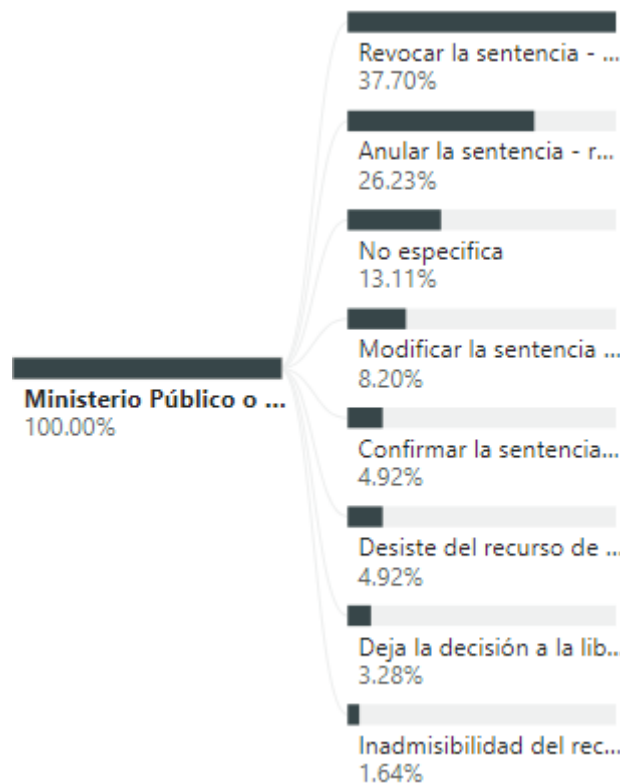 Revocar la sentencia - ...
37.70%
Anular la sentencia - r...
26.23%
No especifica
13.11%
Modificar la sentencia ...
8.20%
Ministerio Público o ...
100.00%
Confirmar la sentencia...
4.92%
Desiste del recurso de ...
4.92%
Deja la decisión a la lib...
3.28%
Inadmisibilidad del rec...
1.64%